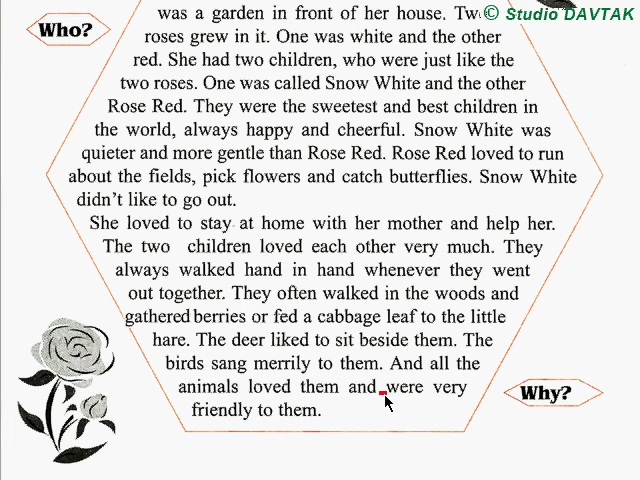 © Studio DAVTAK
Who?
was a garden in front of her house.
roses grew in it. One was white and the other
red. She had two children, who were just like the
two roses. One was called Snow White and the other
Rose Red. They were the sweetest and best children in
the world, always happy and cheerful. Snow White was
quieter and more gentle than Rose Red. Rose Red loved to run
about the fields, pick flowers and catch butterflies. Snow White
didn't like to go out.
She loved to stay at home with her mother and help her.
The two children loved each other very much. They
always walked hand in hand whenever they went
out together. They often walked in the woods and
gathered berries or fed a cabbage leaf to the little
hare. The deer liked to sit beside them. The
birds sang merrily to them. And all the
animals loved them and were very
friendly to them.
Why?